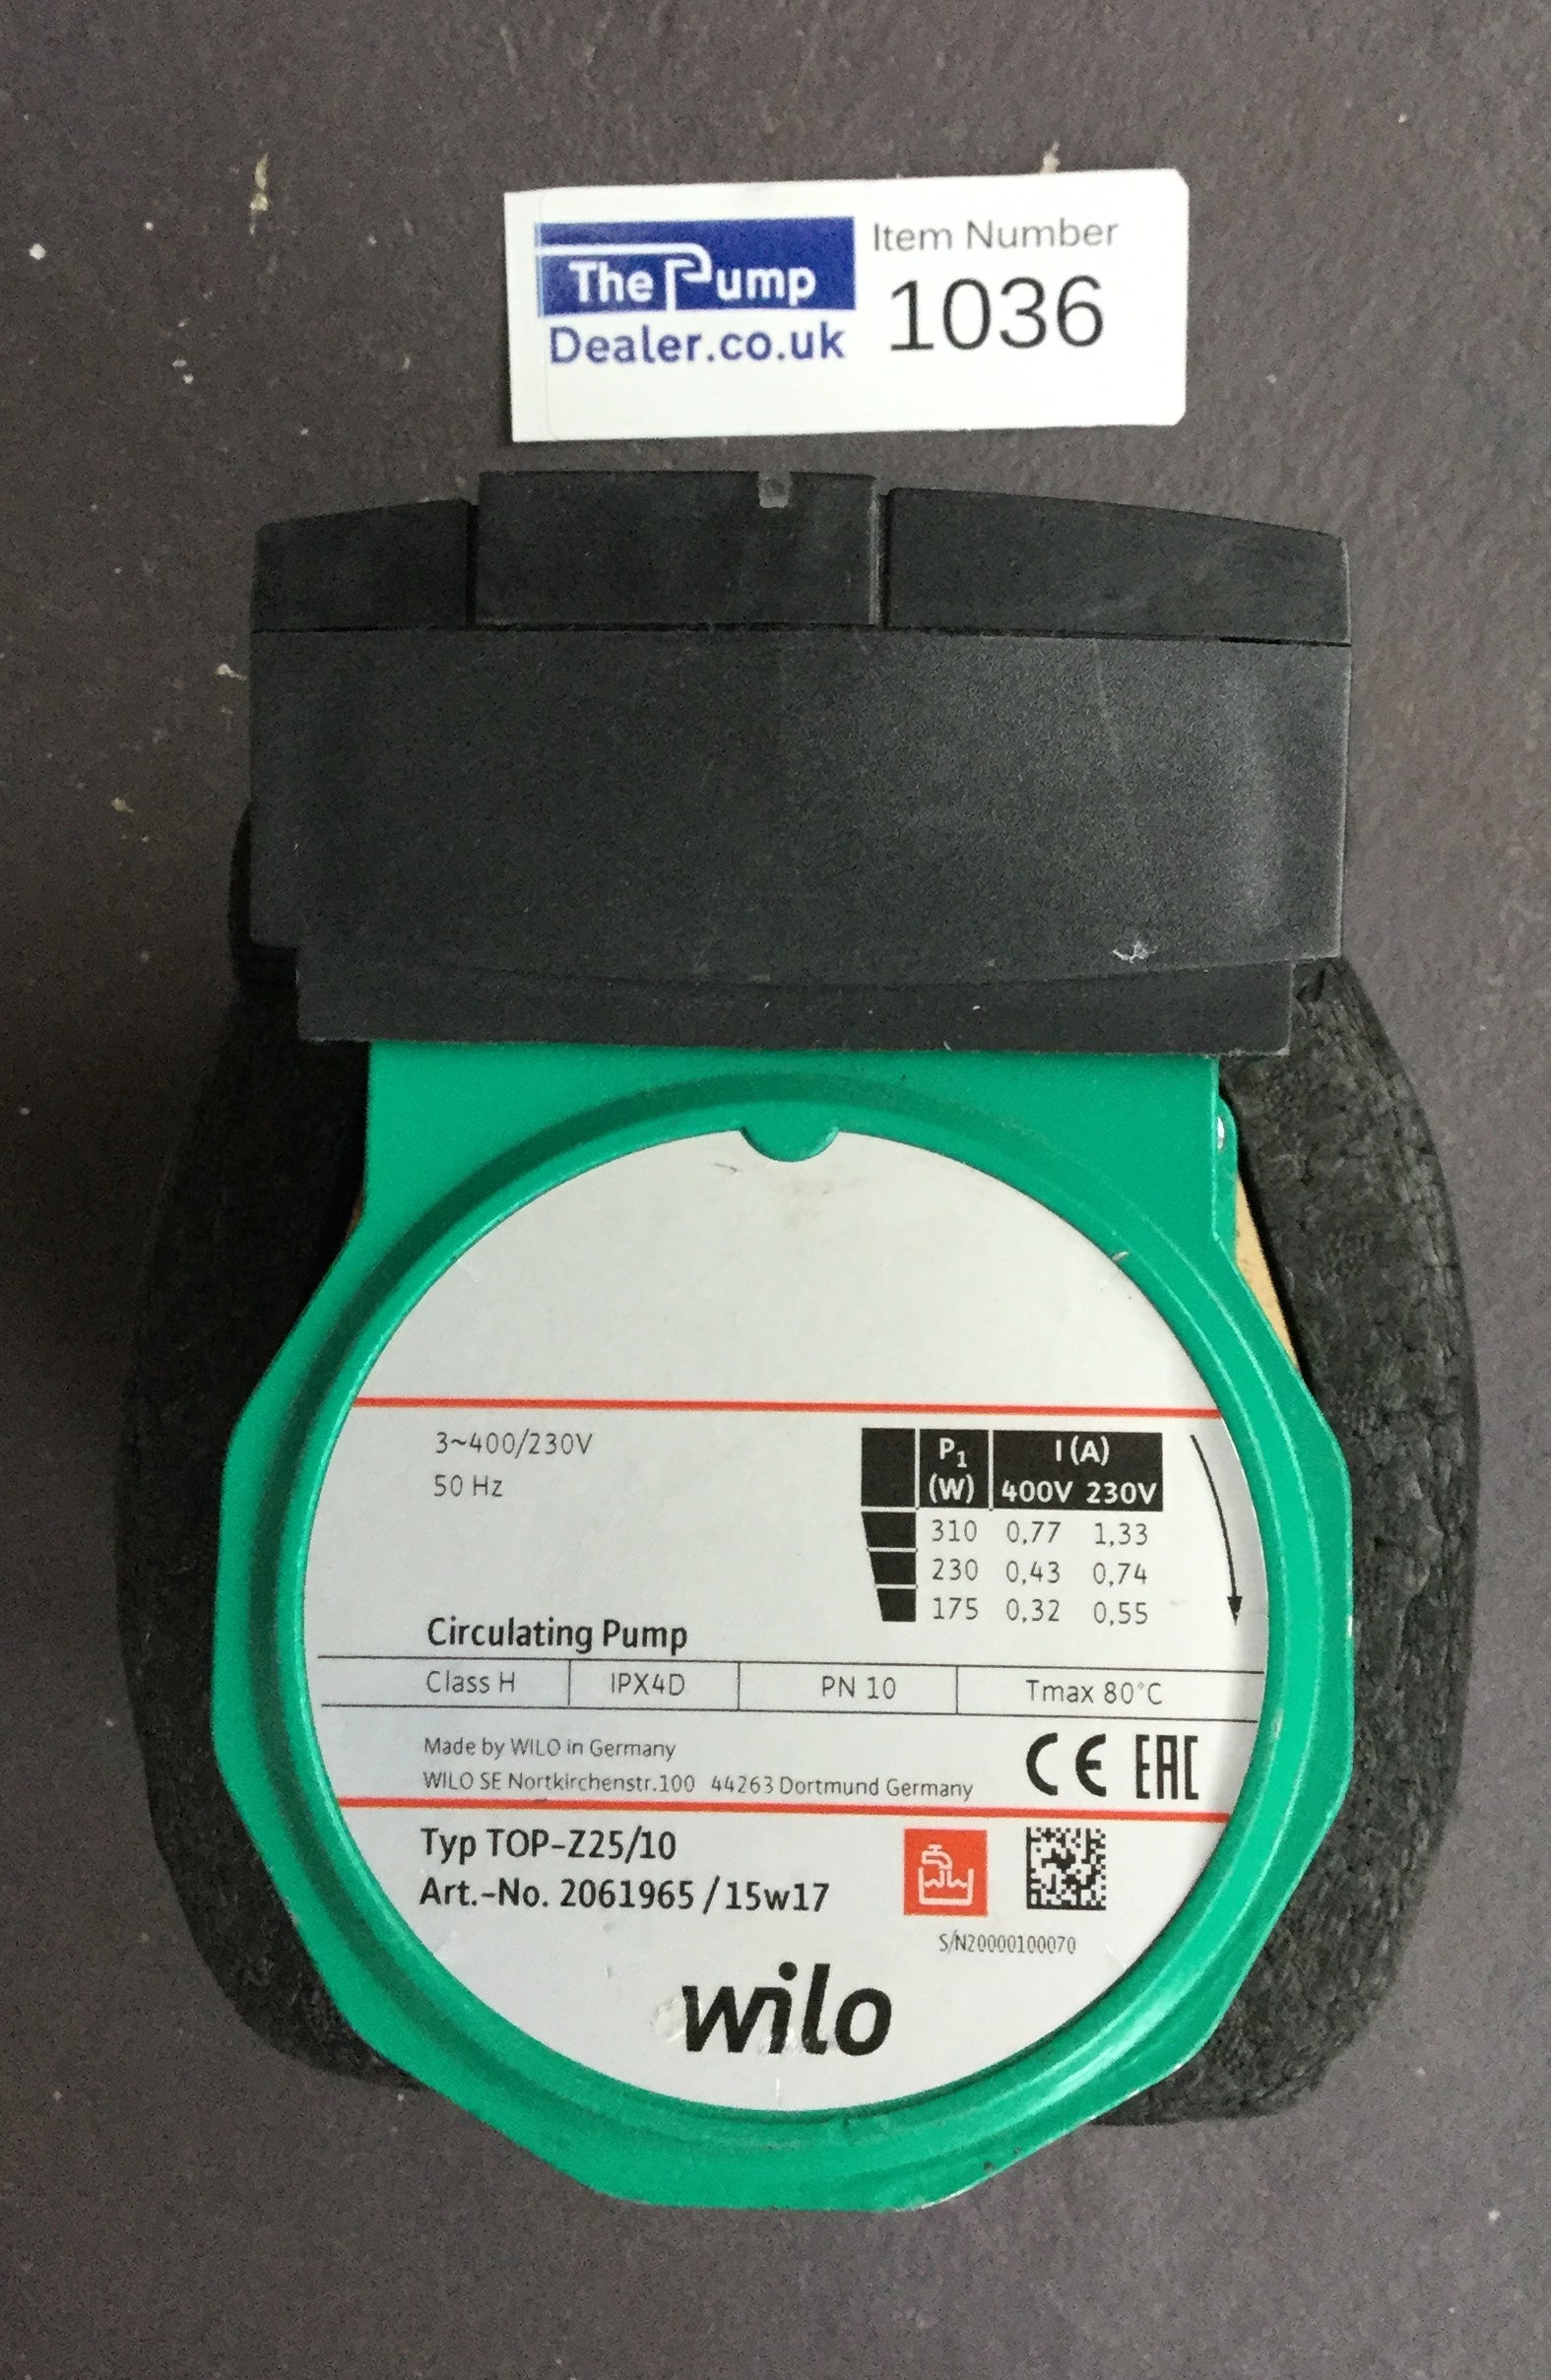 The Pump
Dealer.co.uk
Item Number
1036
3~400/230V
50 Hz
P1 (W) I (A)
400V 230V
310 0,77 1,33
230 0,43 0,74
175 0,32 0,55
Circulating Pump
Class H IPX4D PN 10 Tmax 80°C
Made by WILO in Germany
WILO SE Nortkirchenstr.100 44263 Dortmund Germany
CE EAC
Typ TOP-Z25/10
Art.-No. 2061965 / 15w17
S/N20000100070
wilo